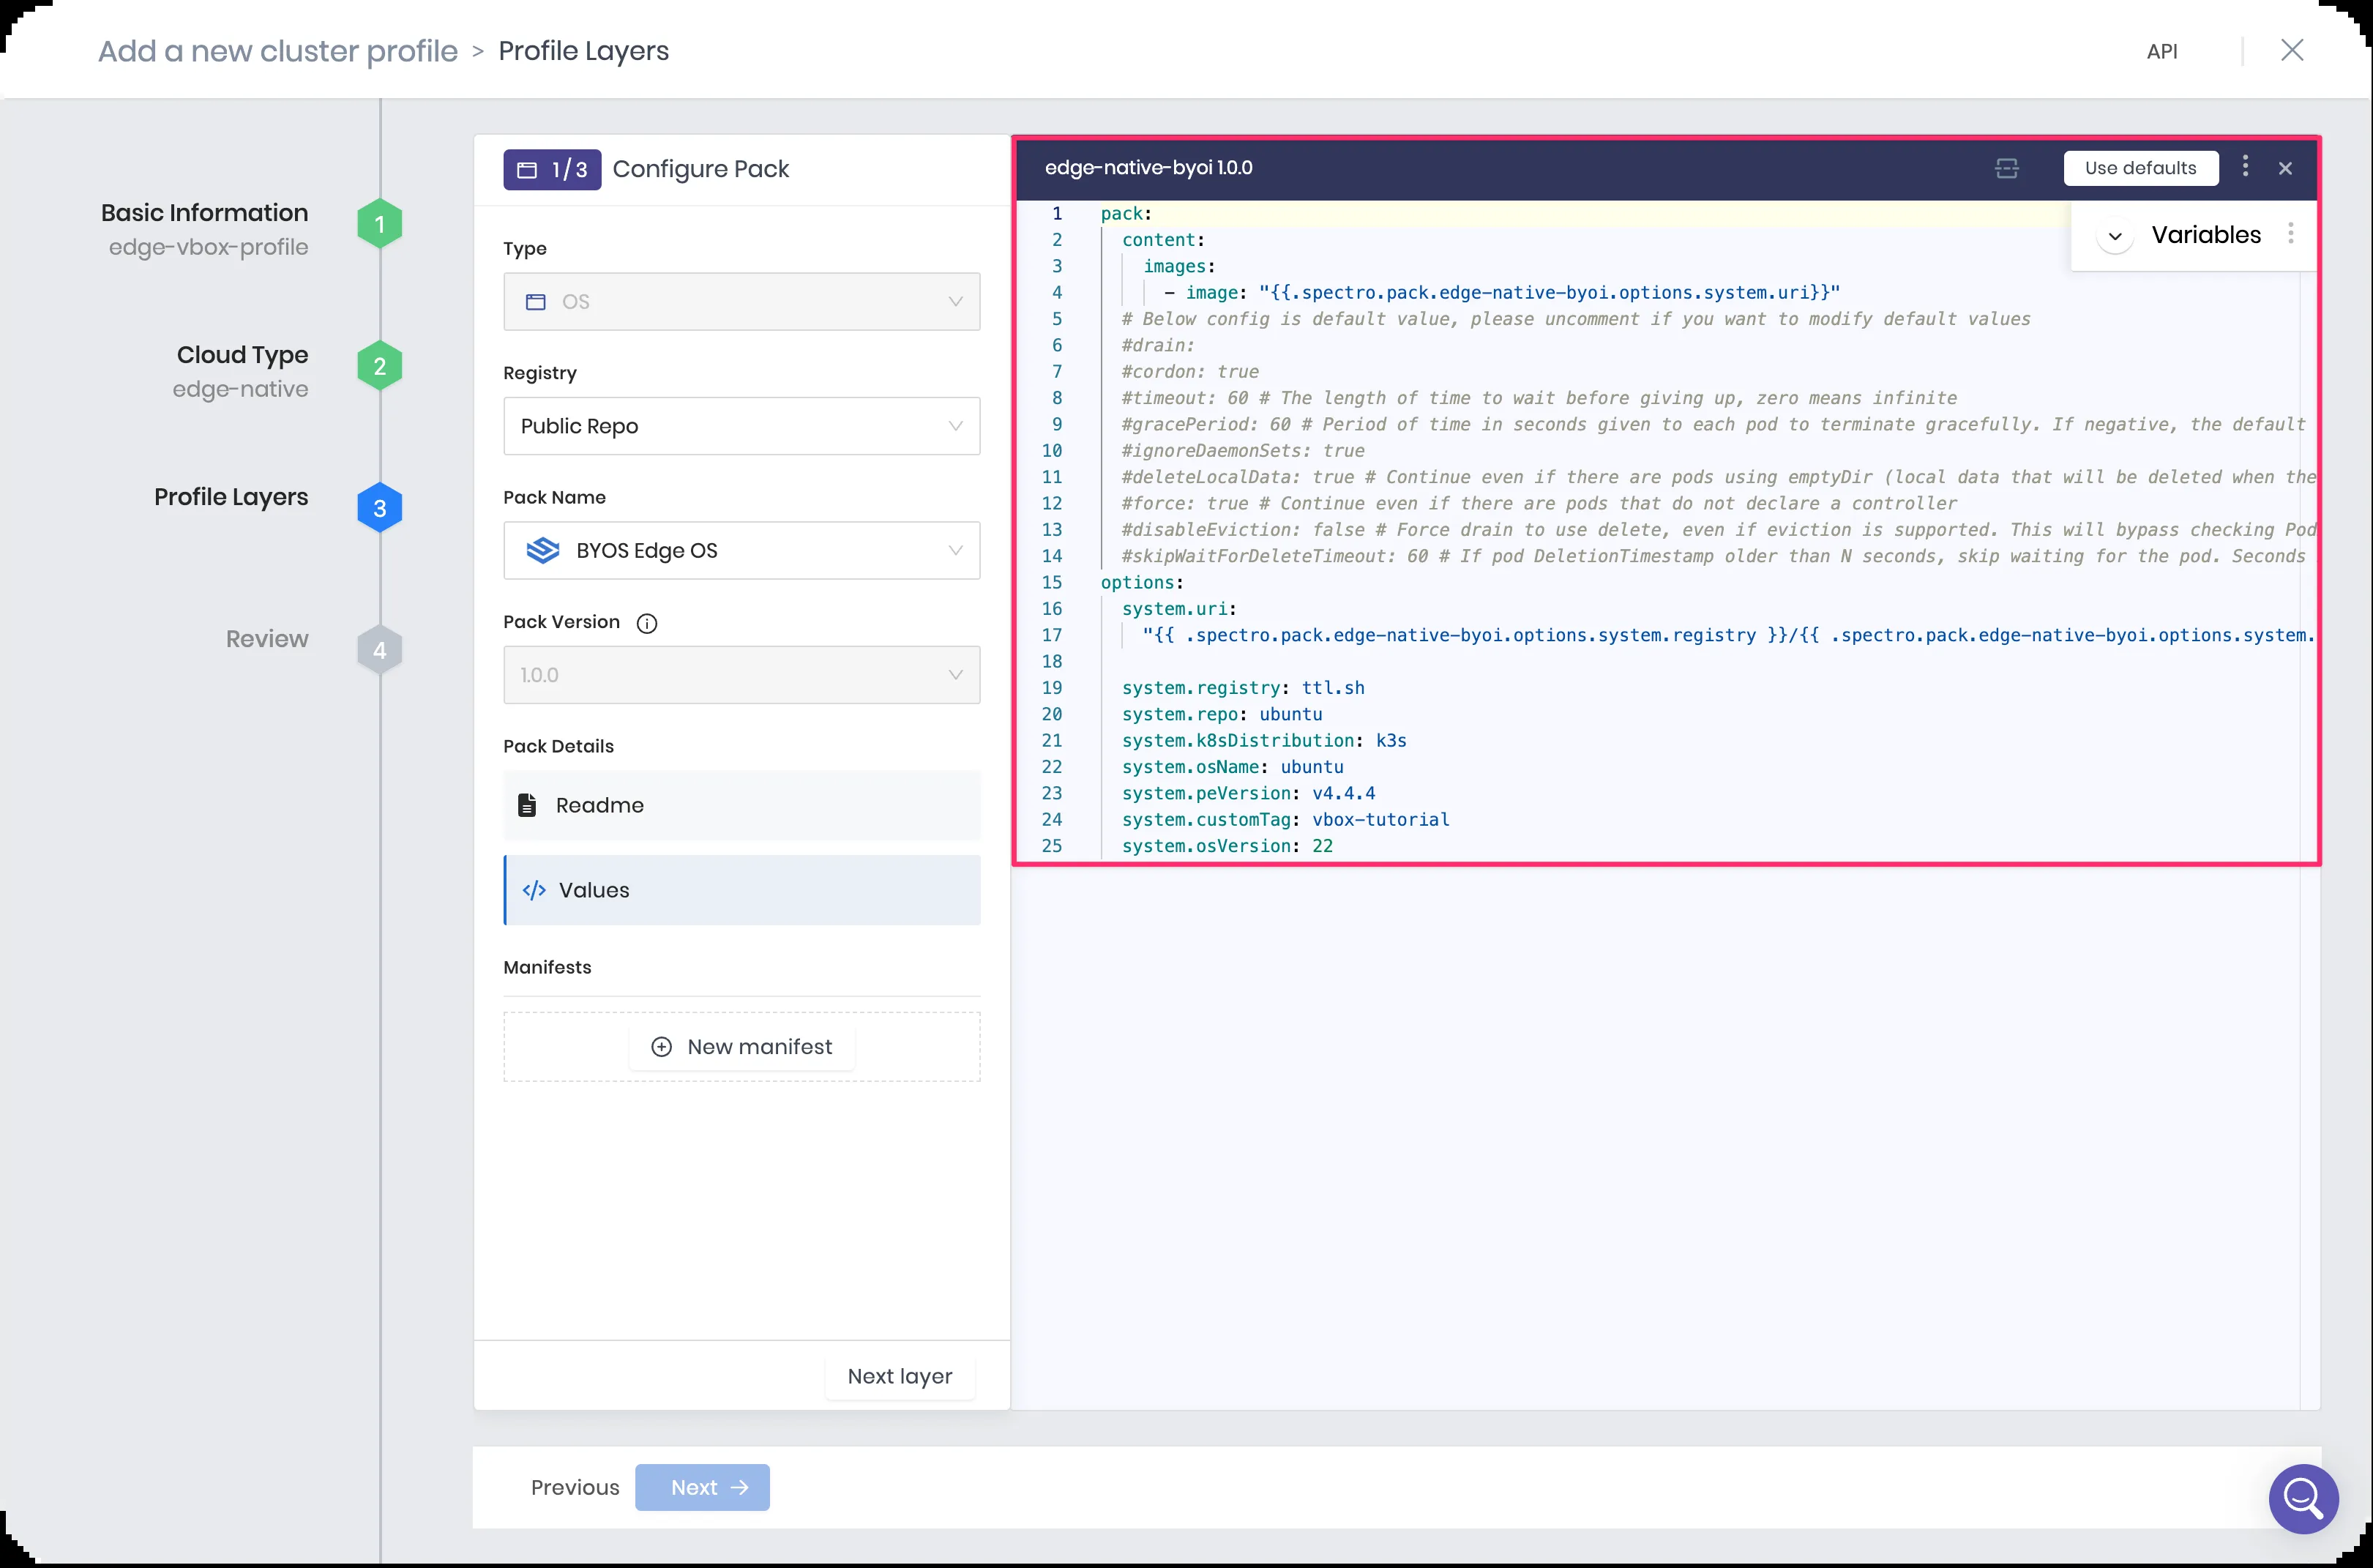 Add a new cluster profile > Profile Layers
API
Basic Information
edge-vbox-profile
1
Cloud Type
edge-native
2
Profile Layers
3
Review
4
1/3 Configure Pack
Type
OS
Registry
Public Repo
Pack Name
BYOS Edge OS
Pack Version
1.0.0
Pack Details
Readme
</> Values
Manifests
New manifest
Next layer
edge-native-byoi 1.0.0
Use defaults
Variables
1 pack:
2 content:
3 images:
4 - image: "{{.spectro.pack.edge-native-byoi.options.system.uri}}"
5 # Below config is default value, please uncomment if you want to modify default values
6 #drain:
7 #cordon: true
8 #timeout: 60 # The length of time to wait before giving up, zero means infinite
9 #gracePeriod: 60 # Period of time in seconds given to each pod to terminate gracefully. If negative, the default
10 #ignoreDaemonSets: true
11 #deleteLocalData: true # Continue even if there are pods using emptyDir (local data that will be deleted when the
12 #force: true # Continue even if there are pods that do not declare a controller
13 #disableEviction: false # Force drain to use delete, even if eviction is supported. This will bypass checking Pod
14 #skipWaitForDeleteTimeout: 60 # If pod DeletionTimestamp older than N seconds, skip waiting for the pod. Seconds
15 options:
16 system.uri:
17 "{{ .spectro.pack.edge-native-byoi.options.system.registry }}/{{ .spectro.pack.edge-native-byoi.options.system.
18
19 system.registry: ttl.sh
20 system.repo: ubuntu
21 system.k8sDistribution: k3s
22 system.osName: ubuntu
23 system.peVersion: v4.4.4
24 system.customTag: vbox-tutorial
25 system.osVersion: 22
Previous
Next →